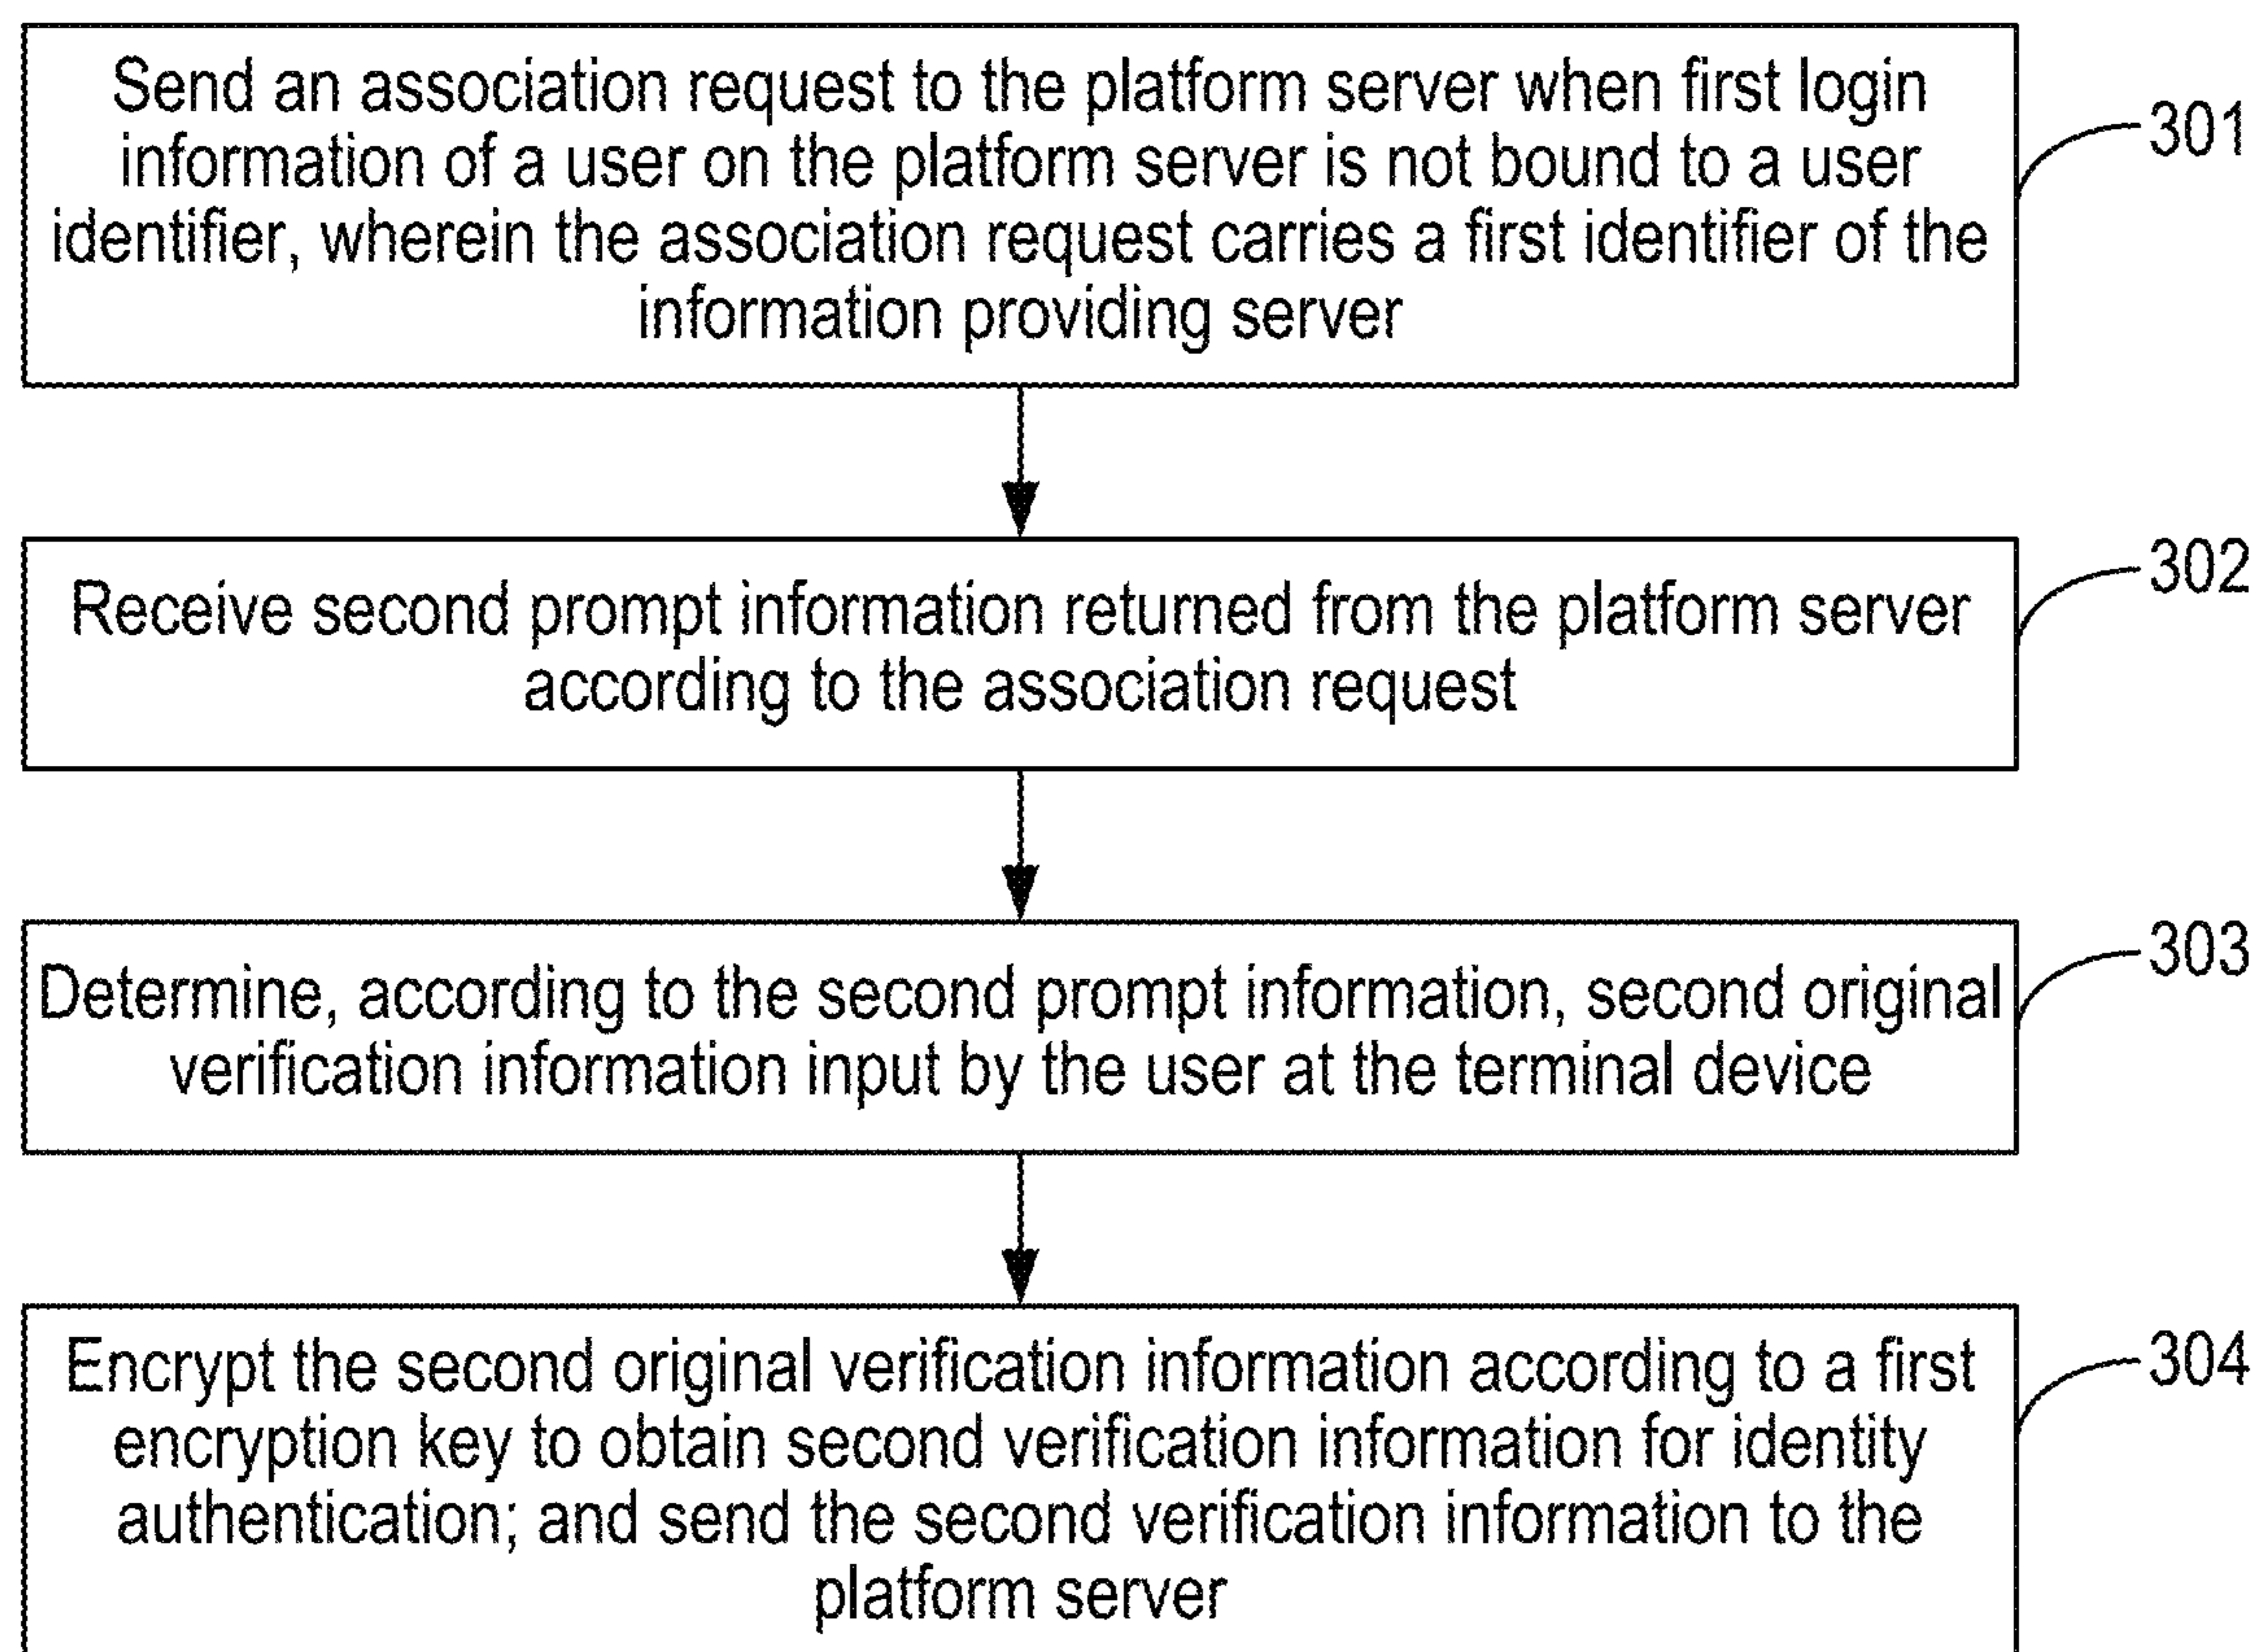 Send an association request to the platform server when first login
information of a user on the platform server is not bound to a user
identifier, wherein the association request carries a first identifier of the
information providing server
301
Receive second prompt information returned from the platform server
according to the association request
302
Determine, according to the second prompt information, second original
verification information input by the user at the terminal device
303
Encrypt the second original verification information according to a first
encryption key to obtain second verification information for identity
authentication; and send the second verification information to the
platform server
304